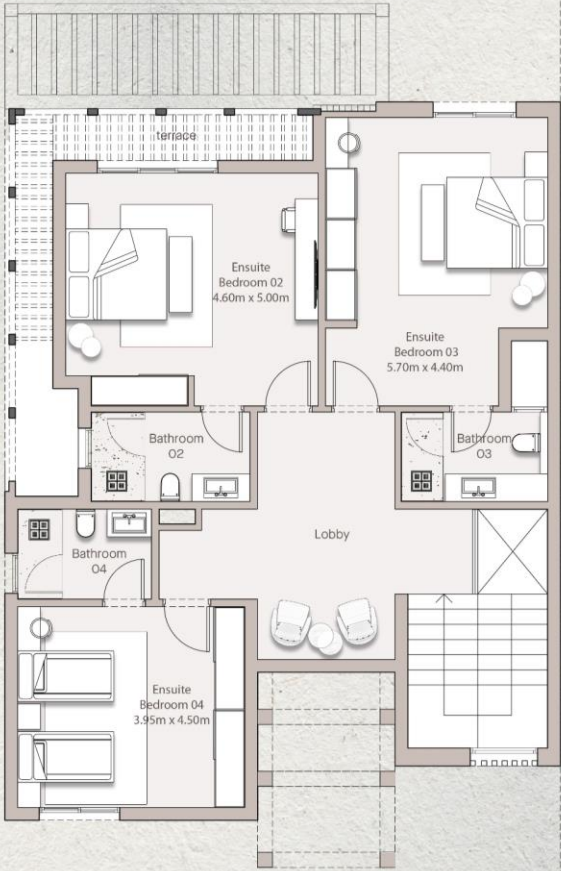 terrace
Ensuite
Bedroom 02
4.60m x 5.00m
Ensuite
Bedroom 03
5.70m x 4.40m
Bathroom
02
Bathroom
03
Lobby
Bathroom
04
Ensuite
Bedroom 04
3.95m x 4.50m